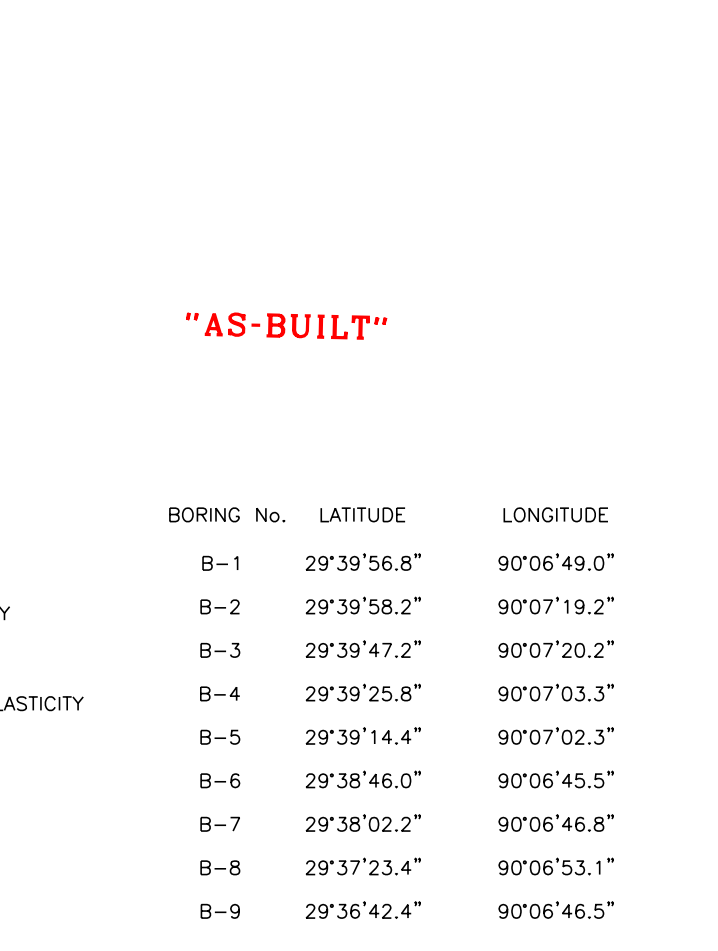 "AS-BUILT"
BORING No. LATITUDE LONGITUDE
B-1 29°39'56.8" 90°06'49.0"
B-2 29°39'58.2" 90°07'19.2"
Y
B-3 29°39'47.2" 90°07'20.2"
B-4 29°39'25.8" 90°07'03.3"
LASTICITY
B-5 29°39'14.4" 90°07'02.3"
B-6 29°38'46.0" 90°06'45.5"
B-7 29°38'02.2" 90°06'46.8"
B-8 29°37'23.4" 90°06'53.1"
B-9 29°36'42.4" 90°06'46.5"